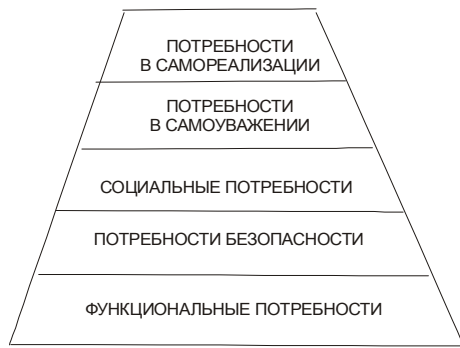 ПОТРЕБНОСТИ
В САМОРЕАЛИЗАЦИИ
ПОТРЕБНОСТИ
В САМОУВАЖЕНИИ
СОЦИАЛЬНЫЕ ПОТРЕБНОСТИ
ПОТРЕБНОСТИ БЕЗОПАСНОСТИ
ФУНКЦИОНАЛЬНЫЕ ПОТРЕБНОСТИ